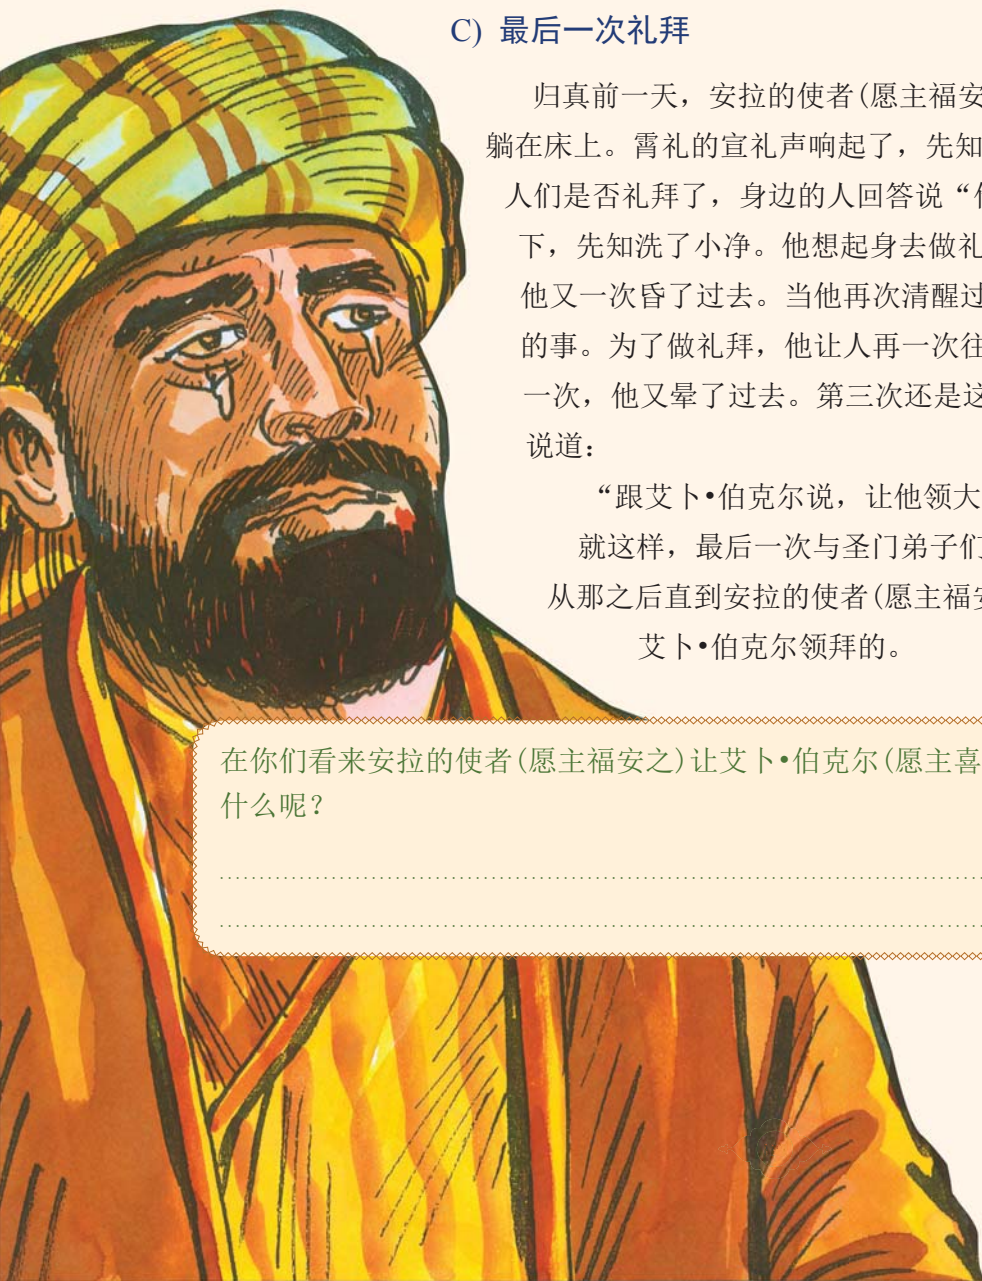 C) 最后一次礼拜
归真前一天，安拉的使者(愿主福安
躺在床上。霄礼的宣礼声响起了，先知
人们是否礼拜了，身边的人回答说“
下，先知洗了小净。他想起身去做礼
他又一次昏了过去。当他再次清醒过
的事。为了做礼拜，他让人再一次往
一次，他又晕了过去。第三次还是这
说道：
“跟艾卜•伯克尔说，让他领大
就这样，最后一次与圣门弟子们
从那之后直到安拉的使者(愿主福安
艾卜•伯克尔领拜的。
在你们看来安拉的使者(愿主福安之)让艾卜•伯克尔(愿主喜
什么呢？